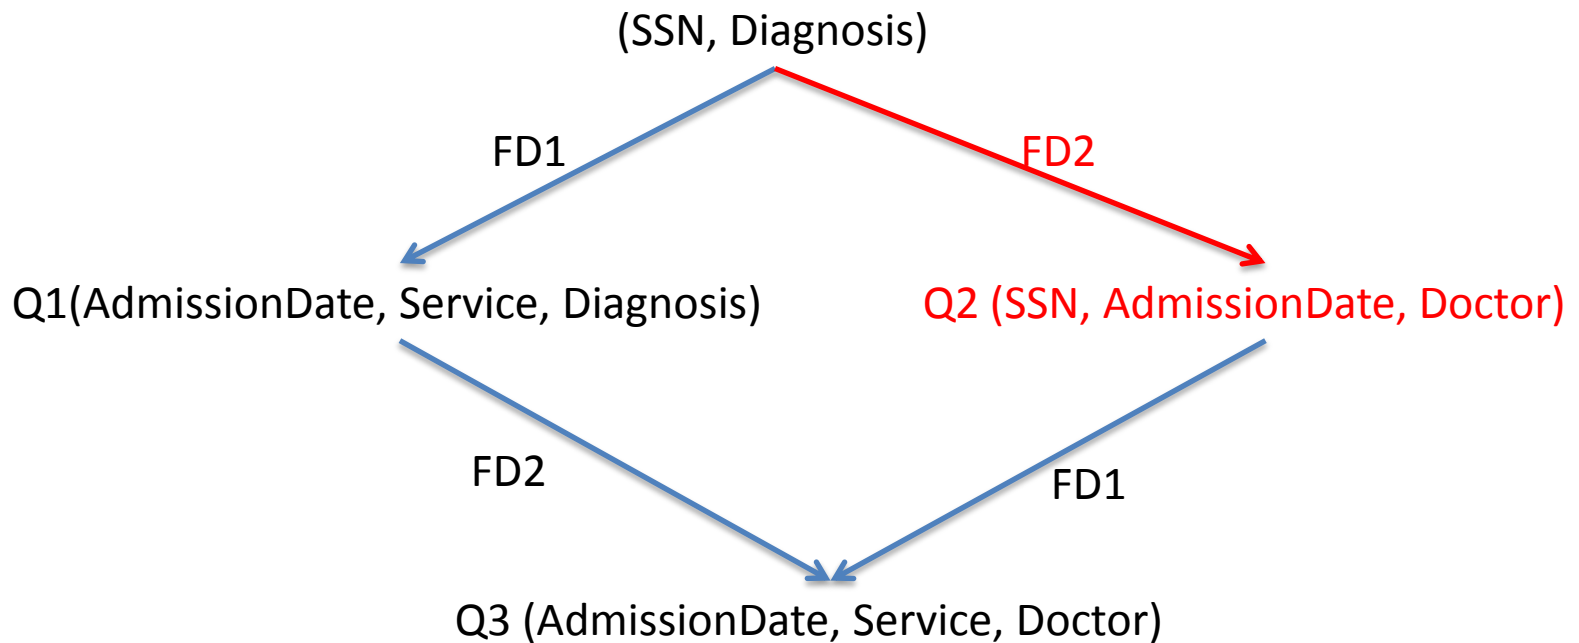 (SSN, Diagnosis)
FD1
FD2
Q1(AdmissionDate, Service, Diagnosis)
Q2 (SSN, AdmissionDate, Doctor)
FD2
FD1
Q3 (AdmissionDate, Service, Doctor)